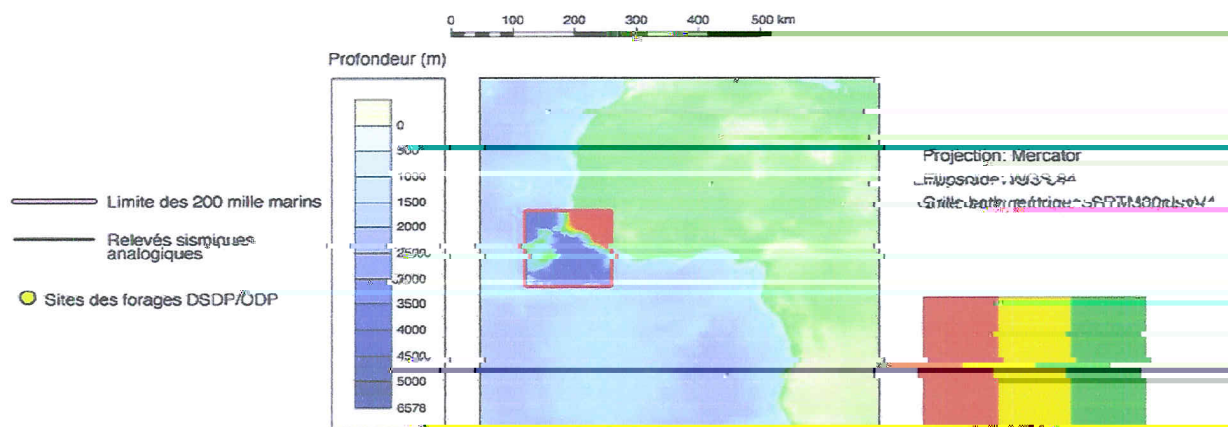 0 100 200 300 400 500 km
Profondeur (m)
0
500
1000
1500
2000
2500
3000
3500
4000
4500
5000
6578
Limite des 200 mille marins
Relevés sismiques
analogiques
Sites des forages DSDP/ODP
Projection: Mercator